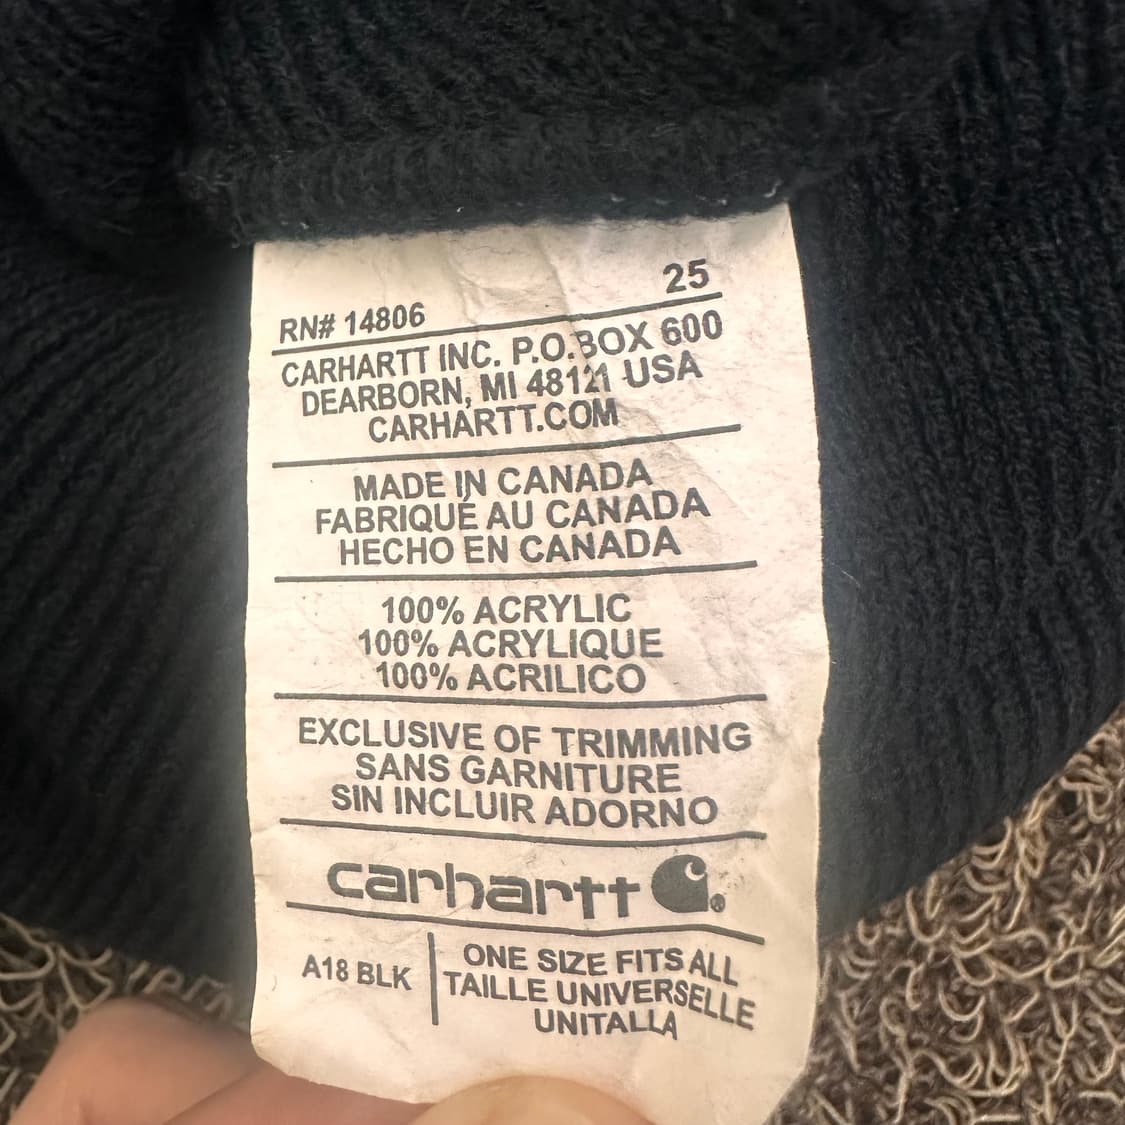 25
RN# 14806
CARHARTT INC. P.O.BOX 600
DEARBORN, MI 48121 USA
CARHARTT.COM
MADE IN CANADA
FABRIQUÉ AU CANADA
HECHO EN CANADA
100% ACRYLIC
100% ACRYLIQUE
100% ACRILICO
EXCLUSIVE OF TRIMMING
SANS GARNITURE
SIN INCLUIR ADORNO
carhartt ®
A18 BLK
ONE SIZE FITS ALL
TAILLE UNIVERSELLE
UNITALLA